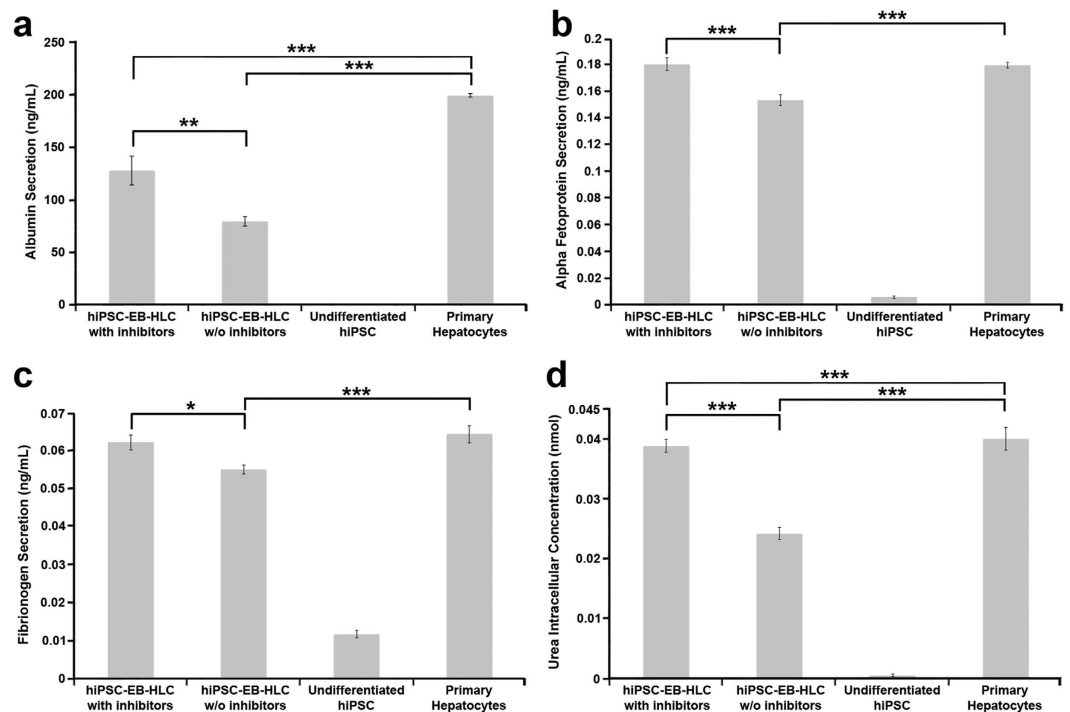 a
Albumin Secretion (ng/mL)
250
200
150
100
50
0
***
***
**
hiPSC-EB-HLC
with inhibitors
hiPSC-EB-HLC
w/o inhibitors
Undifferentiated
hiPSC
Primary
Hepatocytes
b
Alpha Fetoprotein Secretion (ng/mL)
0.2
0.18
0.16
0.14
0.12
0.1
0.08
0.06
0.04
0.02
0
***
***
hiPSC-EB-HLC
with inhibitors
hiPSC-EB-HLC
w/o inhibitors
Undifferentiated
hiPSC
Primary
Hepatocytes
c
Fibrionogen Secretion (ng/mL)
0.07
0.06
0.05
0.04
0.03
0.02
0.01
0
*
***
hiPSC-EB-HLC
with inhibitors
hiPSC-EB-HLC
w/o inhibitors
Undifferentiated
hiPSC
Primary
Hepatocytes
d
Urea Intracellular Concentration (nmol)
0.045
0.04
0.03
0.02
0.01
0
***
***
***
hiPSC-EB-HLC
with inhibitors
hiPSC-EB-HLC
w/o inhibitors
Undifferentiated
hiPSC
Primary
Hepatocytes